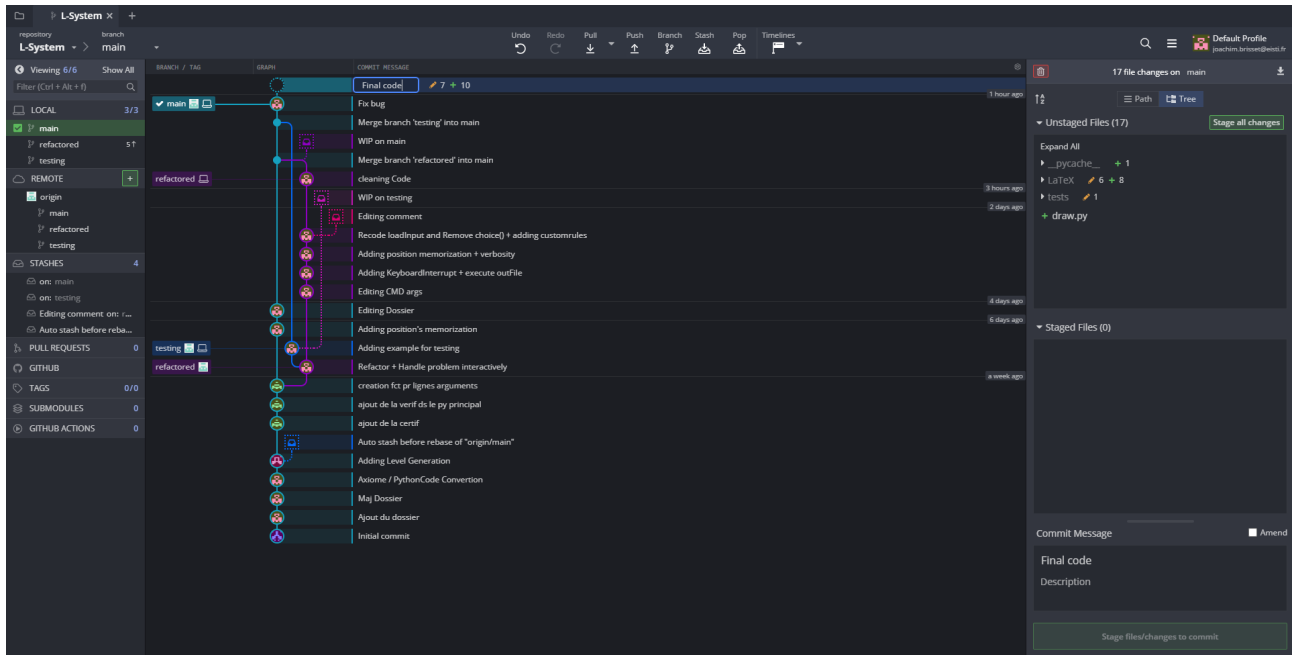 L-System × +
repository branch
L-System main
Undo Redo Pull Push Branch Stash Pop Timelines
Default Profile
joachim.brisset@eisti.fr
Viewing 6/6 Show All
Filter (Ctrl + Alt + f)
LOCAL 3/3
main
refactored 5↑
testing
REMOTE +
origin
main
refactored
testing
STASHES 4
on: main
on: testing
Editing comment on: r...
Auto stash before reba...
PULL REQUESTS 0
GITHUB
TAGS 0/0
SUBMODULES 0
GITHUB ACTIONS 0
BRANCH / TAG GRAPH COMMIT MESSAGE
Final code 7 + 10
1 hour ago
main Fix bug
Merge branch 'testing' into main
WIP on main
Merge branch 'refactored' into main
refactored cleaning Code
3 hours ago
WIP on testing
2 days ago
Editing comment
Recode loadInput and Remove choice() + adding customrules
Adding position memorization + verbosity
Adding KeyboardInterrupt + execute outFile
Editing CMD args
4 days ago
Editing Dossier
6 days ago
Adding position's memorization
testing Adding example for testing
refactored Refactor + Handle problem interactively
a week ago
creation fct pr lignes arguments
ajout de la verif ds le py principal
ajout de la certif
Auto stash before rebase of "origin/main"
Adding Level Generation
Axiome / PythonCode Convertion
Maj Dossier
Ajout du dossier
Initial commit
17 file changes on main
Path Tree
Unstaged Files (17) Stage all changes
Expand All
__pycache__ + 1
LaTeX 6 + 8
tests 1
+ draw.py
Staged Files (0)
Commit Message Amend
Final code
Description
Stage files/changes to commit